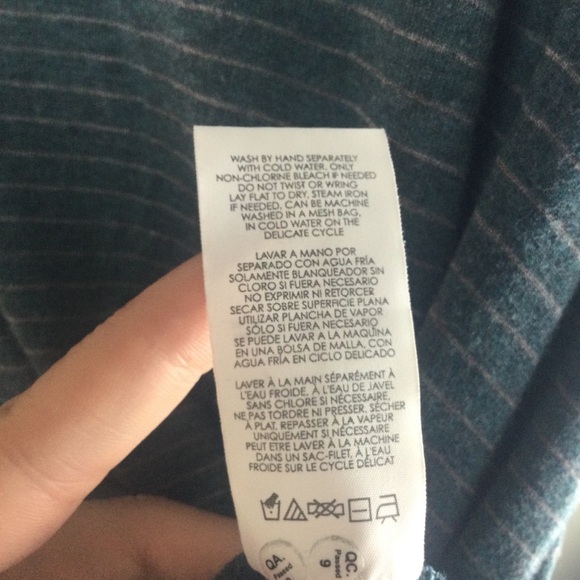 WASH BY HAND SEPARATELY
WITH COLD WATER. ONLY
NON-CHLORINE BLEACH IF NEEDED
DO NOT TWIST OR WRING
LAY FLAT TO DRY, STEAM IRON
IF NEEDED. CAN BE MACHINE
WASHED IN A MESH BAG,
IN COLD WATER ON THE
DELICATE CYCLE
LAVAR A MANO POR
SEPARADO CON AGUA FRÍA
SOLAMENTE BLANQUEADOR SIN
CLORO SI FUERA NECESARIO
NO EXPRIMIR NI RETORCER
SECAR SOBRE SUPERFICIE PLANA
UTILIZAR PLANCHA DE VAPOR
SÓLO SI FUERA NECESARIO
SE PUEDE LAVAR A LA MAQUÍNA
EN UNA BOLSA DE MALLA, CON
AGUA FRÍA EN CICLO DELICADO
LAVER À LA MAIN SÉPARÉMENT À
L'EAU FROIDE. À L'EAU DE JAVEL
SANS CHLORE SI NÉCESSAIRE,
NE PAS TORDRE NI PRESSER, SÉCHER
À PLAT, REPASSER À LA VAPEUR
UNIQUEMENT SI NÉCESSAIRE
PEUT ETRE LAVER À LA MACHINE
DANS UN SAC-FILET, À L'EAU
FROIDE SUR LE CYCLE DÉLICAT
QA.
Passed
QC.
Passed
9